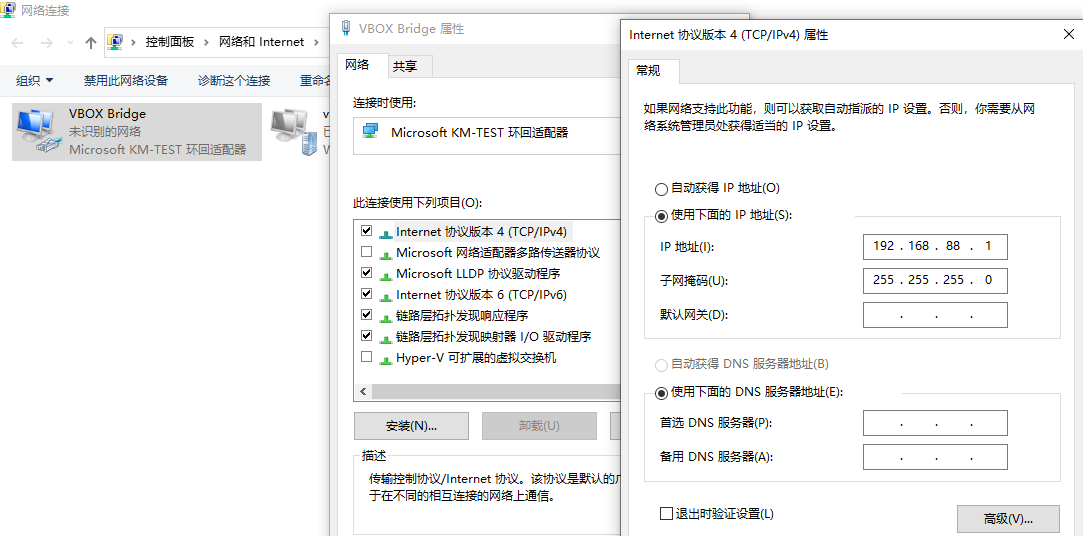 网络连接
控制面板 › 网络和 Internet ›
组织 禁用此网络设备 诊断这个连接 重命
VBOX Bridge
未识别的网络
Microsoft KM-TEST 环回适配器
VBOX Bridge 属性
网络 共享
连接时使用:
Microsoft KM-TEST 环回适配器
此连接使用下列项目(O):
Internet 协议版本 4 (TCP/IPv4)
Microsoft 网络适配器多路传送器协议
Microsoft LLDP 协议驱动程序
Internet 协议版本 6 (TCP/IPv6)
链路层拓扑发现响应程序
链路层拓扑发现映射器 I/O 驱动程序
Hyper-V 可扩展的虚拟交换机
安装(N)... 卸载(U)
描述
传输控制协议/Internet 协议。该协议是默认的
于在不同的相互连接的网络上通信。
Internet 协议版本 4 (TCP/IPv4) 属性
常规
如果网络支持此功能，则可以获取自动指派的 IP 设置。否则，你需要从网
络系统管理员处获得适当的 IP 设置。
自动获得 IP 地址(O)
使用下面的 IP 地址(S):
IP 地址(I): 192 . 168 . 88 . 1
子网掩码(U): 255 . 255 . 255 . 0
默认网关(D): . . .
自动获得 DNS 服务器地址(B)
使用下面的 DNS 服务器地址(E):
首选 DNS 服务器(P): . . .
备用 DNS 服务器(A): . . .
退出时验证设置(L)
高级(V)...